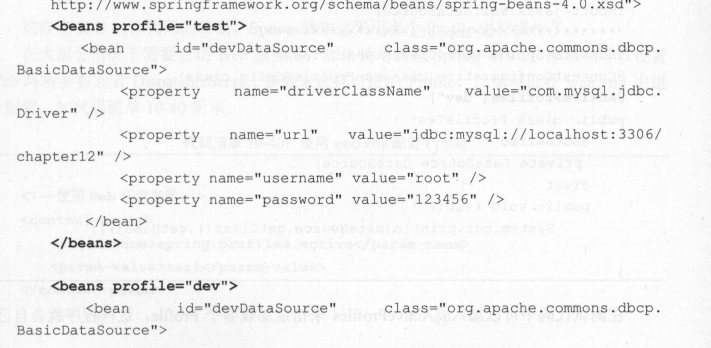 http://www.springframework.org/schema/beans/spring-beans-4.0.xsd">
<beans profile="test">
<bean id="devDataSource" class="org.apache.commons.dbcp.
BasicDataSource">
<property name="driverClassName" value="com.mysql.jdbc.
Driver" />
<property name="url" value="jdbc:mysql://localhost:3306/
chapter12" />
<property name="username" value="root" />
<property name="password" value="123456" />
</bean>
</beans>
<beans profile="dev">
<bean id="devDataSource" class="org.apache.commons.dbcp.
BasicDataSource">